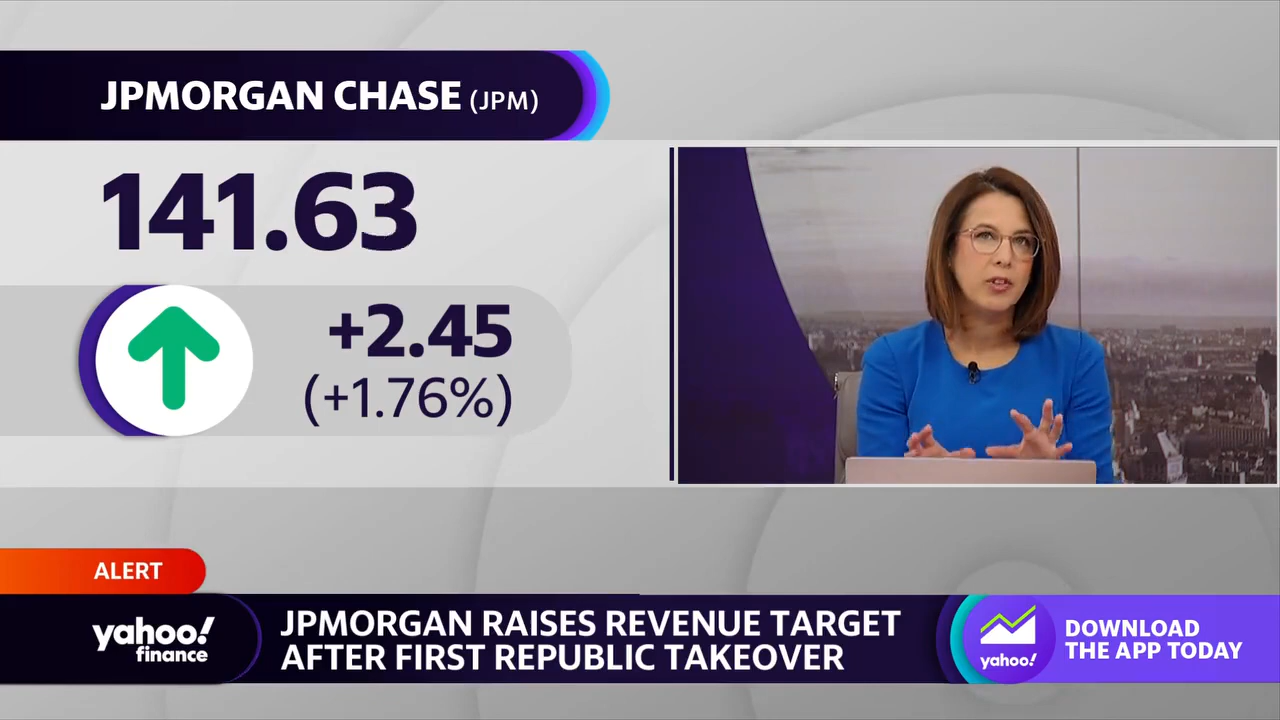 JPMORGAN CHASE (JPM)
141.63
+2.45
(+1.76%)
ALERT
yahoo!
finance
JPMORGAN RAISES REVENUE TARGET
AFTER FIRST REPUBLIC TAKEOVER
yahoo!
DOWNLOAD
THE APP TODAY